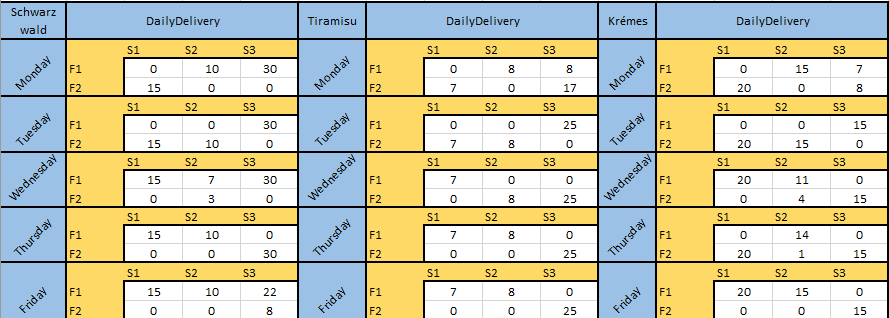 Schwarz wald DailyDelivery Tiramisu DailyDelivery Krémes DailyDelivery
S1 S2 S3 S1 S2 S3 S1 S2 S3
Monday F1 0 10 30 Monday F1 0 8 8 Monday F1 0 15 7
F2 15 0 0 F2 7 0 17 F2 20 0 8
S1 S2 S3 S1 S2 S3 S1 S2 S3
Tuesday F1 0 0 30 Tuesday F1 0 0 25 Tuesday F1 0 0 15
F2 15 10 0 F2 7 8 0 F2 20 15 0
S1 S2 S3 S1 S2 S3 S1 S2 S3
Wednesday F1 15 7 30 Wednesday F1 7 0 0 Wednesday F1 20 11 0
F2 0 3 0 F2 0 8 25 F2 0 4 15
S1 S2 S3 S1 S2 S3 S1 S2 S3
Thursday F1 15 10 0 Thursday F1 7 8 0 Thursday F1 0 14 0
F2 0 0 30 F2 0 0 25 F2 20 1 15
S1 S2 S3 S1 S2 S3 S1 S2 S3
Friday F1 15 10 22 Friday F1 7 8 0 Friday F1 20 15 0
F2 0 0 8 F2 0 0 25 F2 0 0 15